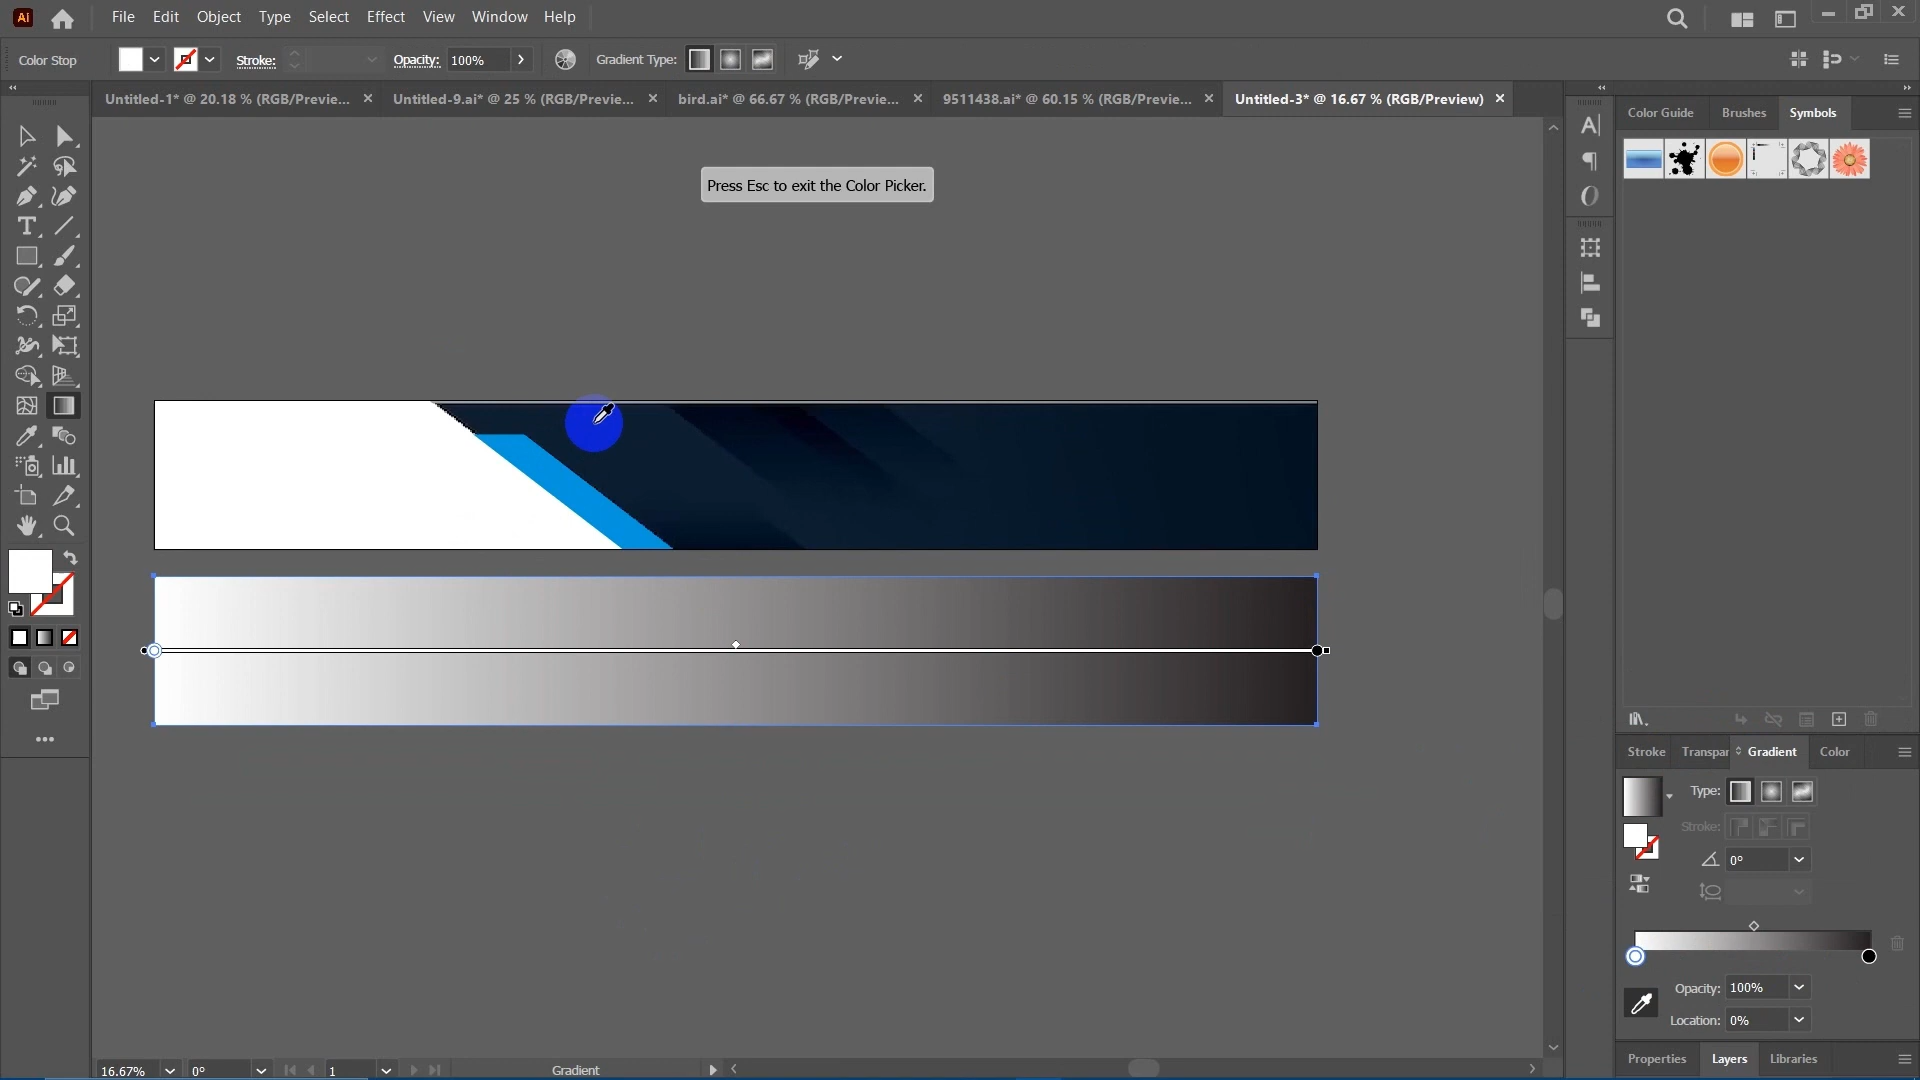 Ai File Edit Object Type Select Effect View Window Help
Color Stop Stroke: Opacity: 100% Gradient Type:
Untitled-1* @ 20.18 % (RGB/Previe... Untitled-9.ai* @ 25 % (RGB/Previe... bird.ai* @ 66.67 % (RGB/Previe... 9511438.ai* @ 60.15 % (RGB/Previe... Untitled-3* @ 16.67 % (RGB/Preview)
Color Guide Brushes Symbols
Press Esc to exit the Color Picker.
Stroke Transpar Gradient Color
Type:
Stroke:
0°
Opacity: 100%
Location: 0%
Properties Layers Libraries
16.67% 0° 1 Gradient